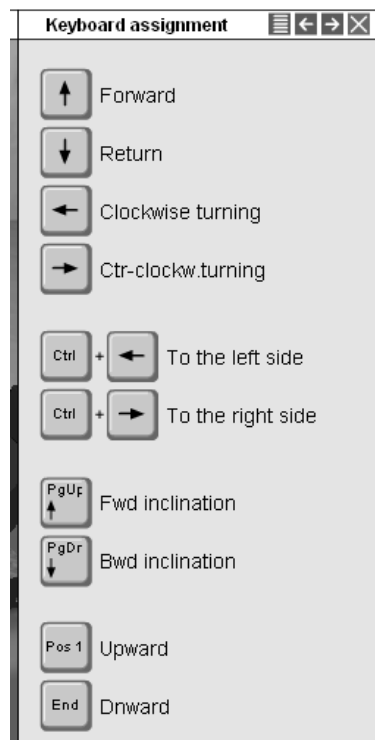 Keyboard assignment
Forward
Return
Clockwise turning
Ctr-clockw.turning
Ctrl + To the left side
Ctrl + To the right side
PgUp Fwd inclination
PgDr Bwd inclination
Pos 1 Upward
End Dnward